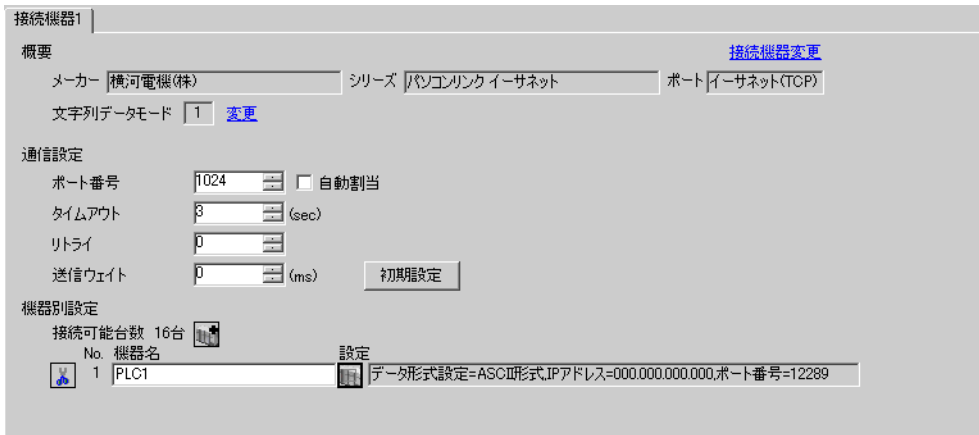 接続機器1
概要 接続機器変更
メーカー 横河電機(株) シリーズ パソコンリンク イーサネット ポート イーサネット(TCP)
文字列データモード 1 変更
通信設定
ポート番号 1024 自動割当
タイムアウト 3 (sec)
リトライ 0
送信ウェイト 0 (ms) 初期設定
機器別設定
接続可能台数 16台
No. 機器名 設定
1 PLC1 データ形式設定=ASCII形式,IPアドレス=000.000.000.000,ポート番号=12289